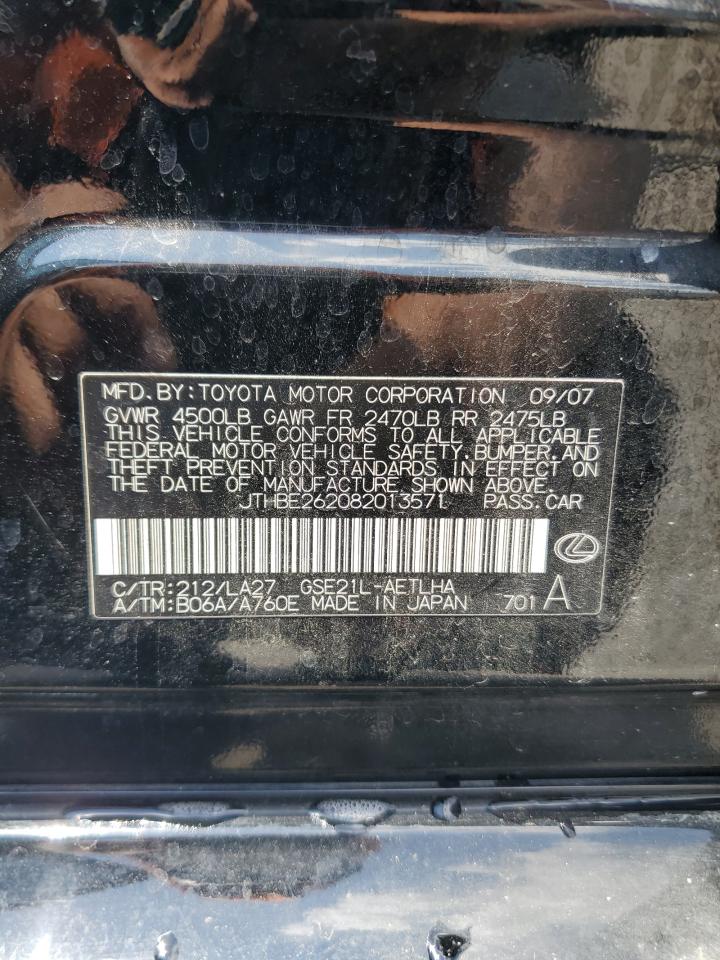 MFD. BY: TOYOTA MOTOR CORPORATION 09/07
GVWR 4500LB GAWR FR 2470LB RR 2475LB
THIS VEHICLE CONFORMS TO ALL APPLICABLE
FEDERAL MOTOR VEHICLE SAFETY, BUMPER, AND
THEFT PREVENTION STANDARDS IN EFFECT ON
THE DATE OF MANUFACTURE SHOWN ABOVE.
JTHBE262082013571 PASS. CAR
C/TR: 212/LA27 GSE21L-AETLHA
A/TM: B06A/A760E MADE IN JAPAN 701 A